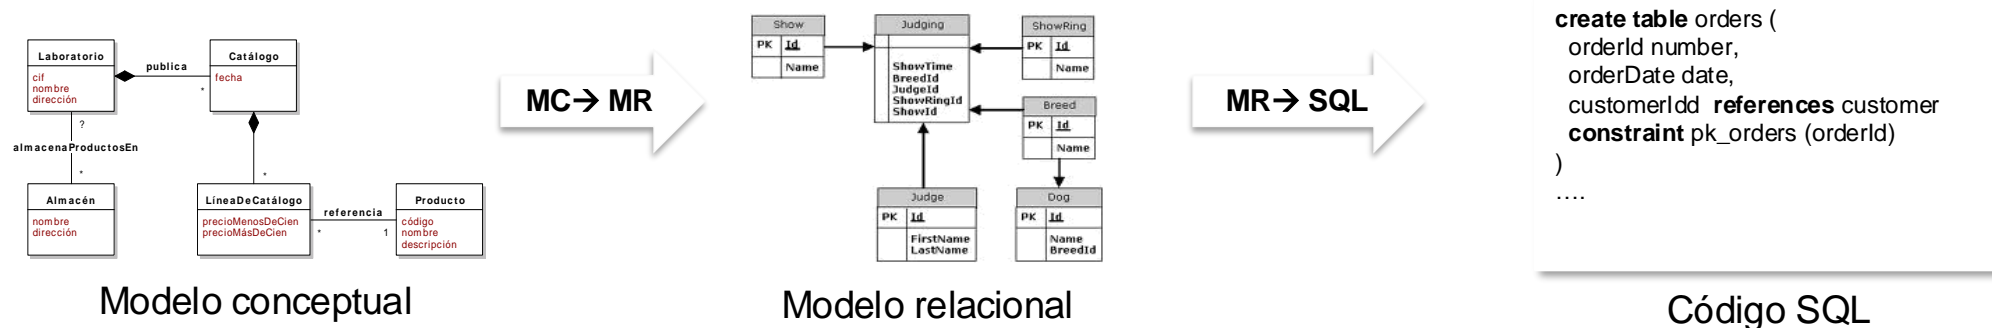 Laboratorio
cif
nombre
dirección
publica
*
Catálogo
fecha
?
almacenaProductosEn
*
*
Almacén
nombre
dirección
LíneaDeCatálogo
precioMenosDeCien
precioMásDeCien
referencia
*
1
Producto
código
nombre
descripción
Modelo conceptual
MC→ MR
Show
PK Id
Name
Judging
ShowTime
BreedId
JudgeId
ShowRingId
ShowId
ShowRing
PK Id
Name
Breed
PK Id
Name
Judge
PK Id
FirstName
LastName
Dog
PK Id
Name
BreedId
Modelo relacional
MR→ SQL
create table orders (
orderId number,
orderDate date,
customerIdd references customer
constraint pk_orders (orderId)
)
....
Código SQL